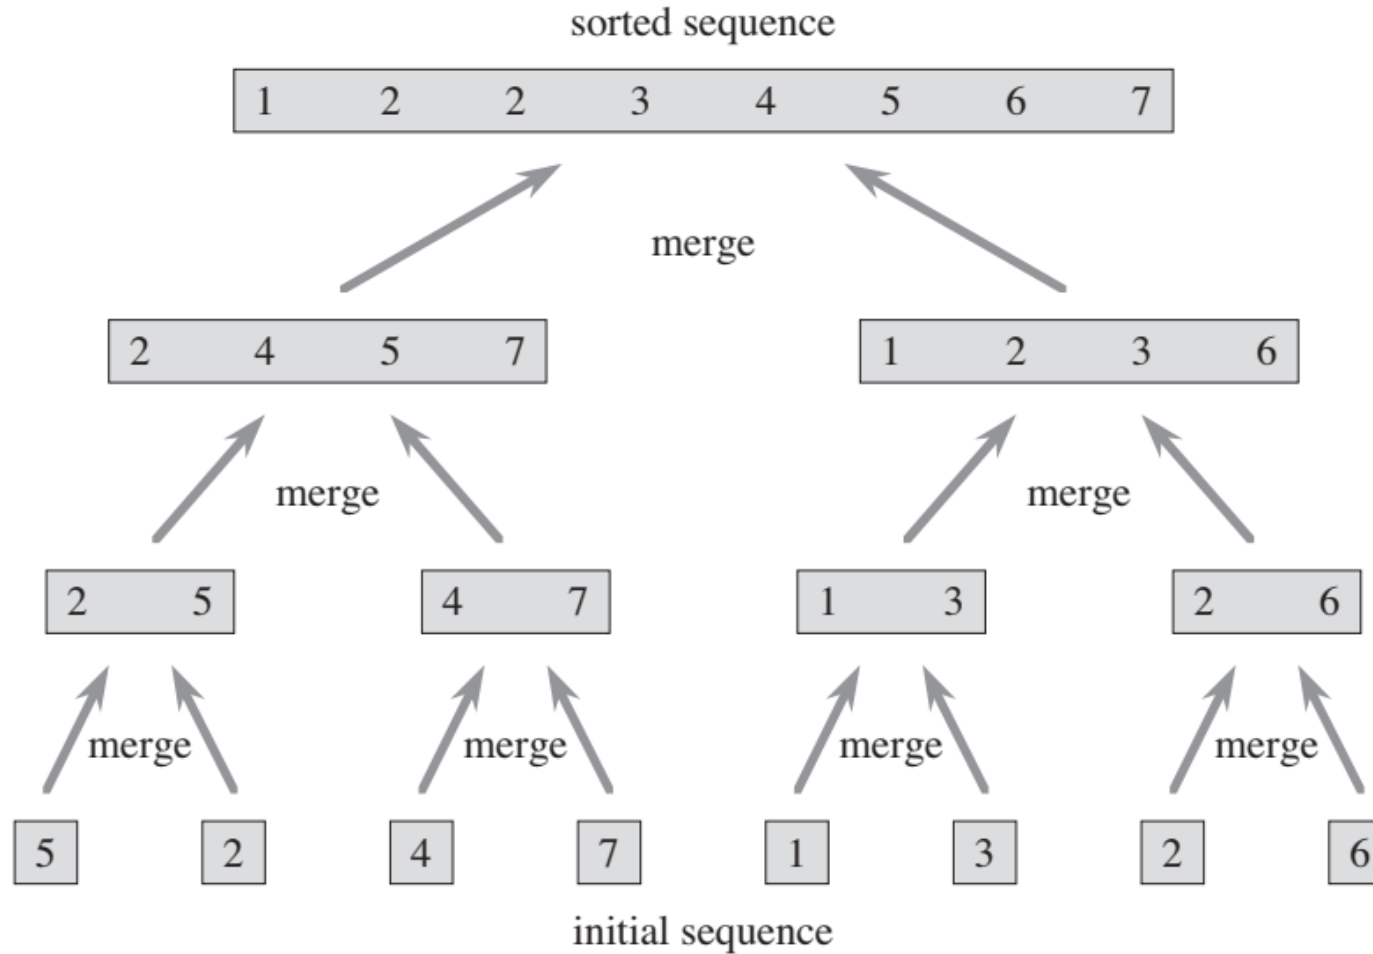 sorted sequence
1 2 2 3 4 5 6 7
merge
2 4 5 7 1 2 3 6
merge merge
2 5 4 7 1 3 2 6
merge merge merge merge
5 2 4 7 1 3 2 6
initial sequence